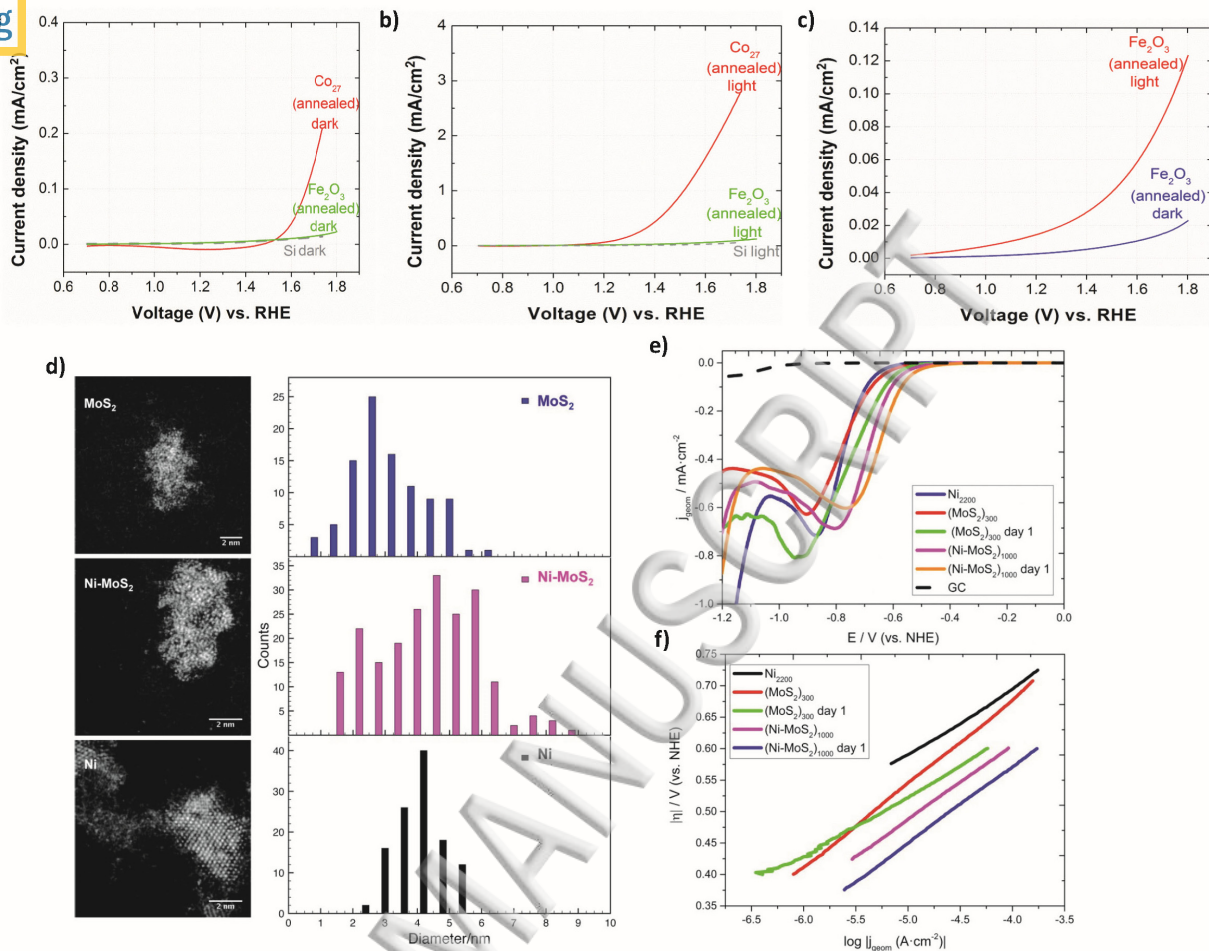 g
b)
c)
Current density (mA/cm²)
0.4
0.3
0.2
0.1
0.0
Co₂₇
(annealed)
dark
Fe₂O₃
(annealed)
dark
Si dark
0.6 0.8 1.0 1.2 1.4 1.6 1.8
Voltage (V) vs. RHE
Current density (mA/cm²)
4
3
2
1
0
Co₂₇
(annealed)
light
Fe₂O₃
(annealed)
light
Si light
0.6 0.8 1.0 1.2 1.4 1.6 1.8
Voltage (V) vs. RHE
Current density (mA/cm²)
0.14
0.12
0.10
0.08
0.06
0.04
0.02
0.00
Fe₂O₃
(annealed)
light
Fe₂O₃
(annealed)
dark
0.6 0.8 1.0 1.2 1.4 1.6 1.8
Voltage (V) vs. RHE
d)
MoS₂
2 nm
Ni-MoS₂
2 nm
Ni
2 nm
Counts
25
20
15
10
5
MoS₂
35
30
25
20
15
10
5
0
Ni-MoS₂
40
30
20
10
0
Ni
0 1 2 3 4 5 6 7 8 9 10
Diameter/nm
e)
j_geom / mA·cm⁻²
0.0
-0.2
-0.4
-0.6
-0.8
-1.0
Ni₂₂₀₀
(MoS₂)₃₀₀
(MoS₂)₃₀₀ day 1
(Ni-MoS₂)₁₀₀₀
(Ni-MoS₂)₁₀₀₀ day 1
GC
-1.2 -1.0 -0.8 -0.6 -0.4 -0.2 0.0
E / V (vs. NHE)
f)
|η| / V (vs. NHE)
0.75
0.70
0.65
0.60
0.55
0.50
0.45
0.40
0.35
Ni₂₂₀₀
(MoS₂)₃₀₀
(MoS₂)₃₀₀ day 1
(Ni-MoS₂)₁₀₀₀
(Ni-MoS₂)₁₀₀₀ day 1
-6.5 -6.0 -5.5 -5.0 -4.5 -4.0 -3.5
log |j_geom (A·cm⁻²)|
MANUSCRIPT